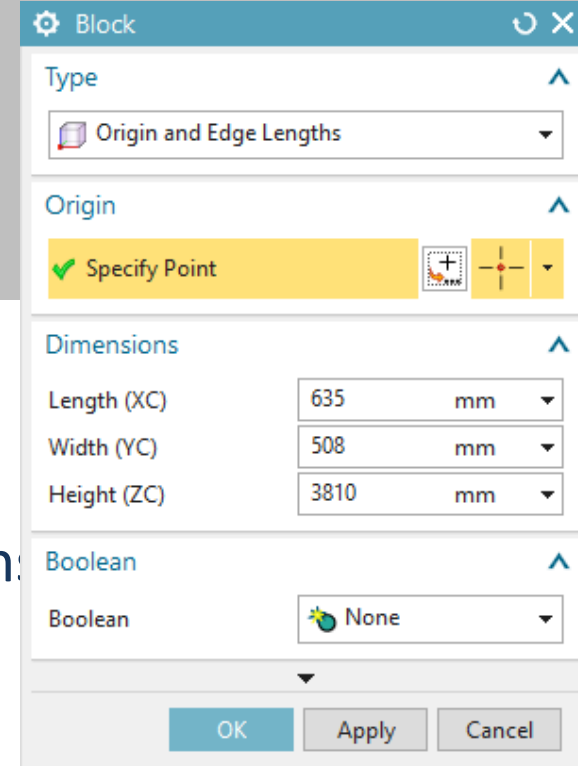 Block
Type
Origin and Edge Lengths
Origin
Specify Point
Dimensions
Length (XC) 635 mm
Width (YC) 508 mm
Height (ZC) 3810 mm
Boolean
Boolean None
OK Apply Cancel